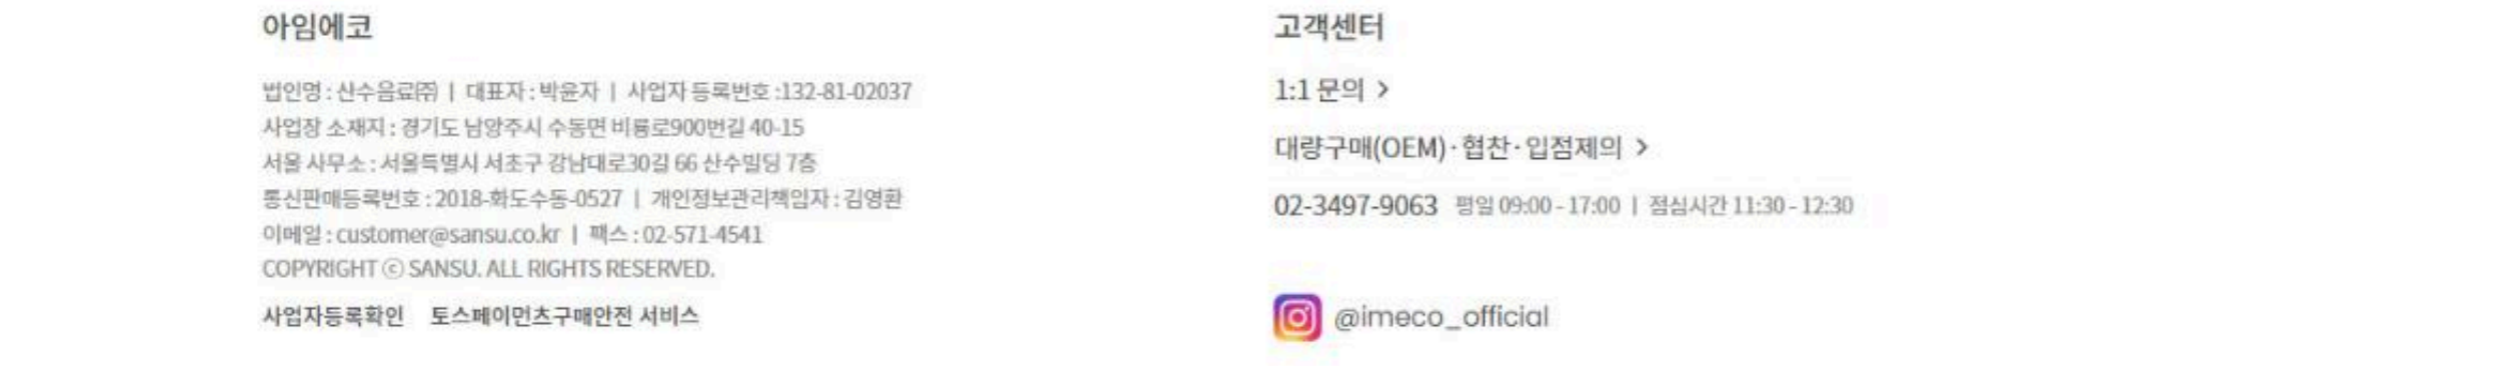 아임에코
법인명 : 산수음료㈜ | 대표자 : 박윤자 | 사업자 등록번호 :132-81-02037
사업장 소재지 : 경기도 남양주시 수동면 비룡로900번길 40-15
서울 사무소 : 서울특별시 서초구 강남대로30길 66 산수빌딩 7층
통신판매등록번호 : 2018-화도수동-0527 | 개인정보관리책임자 : 김영환
이메일 : customer@sansu.co.kr | 팩스 : 02-571-4541
COPYRIGHT ⓒ SANSU. ALL RIGHTS RESERVED.
사업자등록확인 토스페이먼츠구매안전 서비스
고객센터
1:1 문의 >
대량구매(OEM) · 협찬 · 입점제의 >
02-3497-9063 평일 09:00 - 17:00 | 점심시간 11:30 - 12:30
@imeco_official